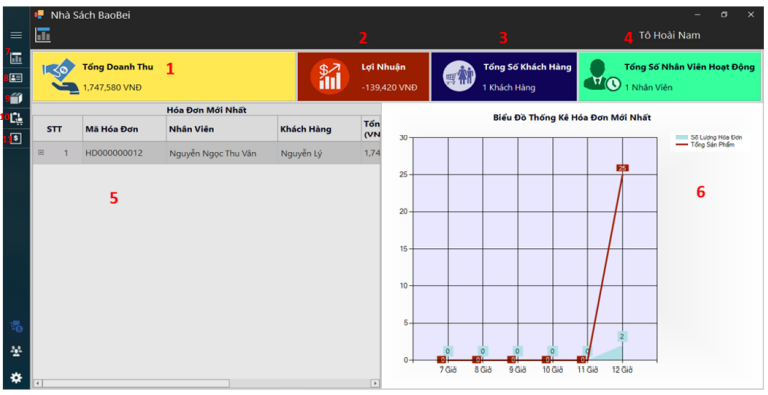 Nhà Sách BaoBei
Tô Hoài Nam
1 2 3 4
Tổng Doanh Thu
1,747,580 VNĐ
Lợi Nhuận
-139,420 VNĐ
Tổng Số Khách Hàng
1 Khách Hàng
Tổng Số Nhân Viên Hoạt Động
1 Nhân Viên
7
8
9
10
11
Hóa Đơn Mới Nhất
STT Mã Hóa Đơn Nhân Viên Khách Hàng Tổn
(VN
1 HD000000012 Nguyễn Ngọc Thu Vân Nguyễn Lý 1,74
5
Biểu Đồ Thống Kê Hóa Đơn Mới Nhất
Số Lượng Hóa Đơn
Tổng Sản Phẩm
6
30
25
20
15
10
5
0
25
2
0 0 0 0 0
0 0 0 0 0
7 Giờ 8 Giờ 9 Giờ 10 Giờ 11 Giờ 12 Giờ